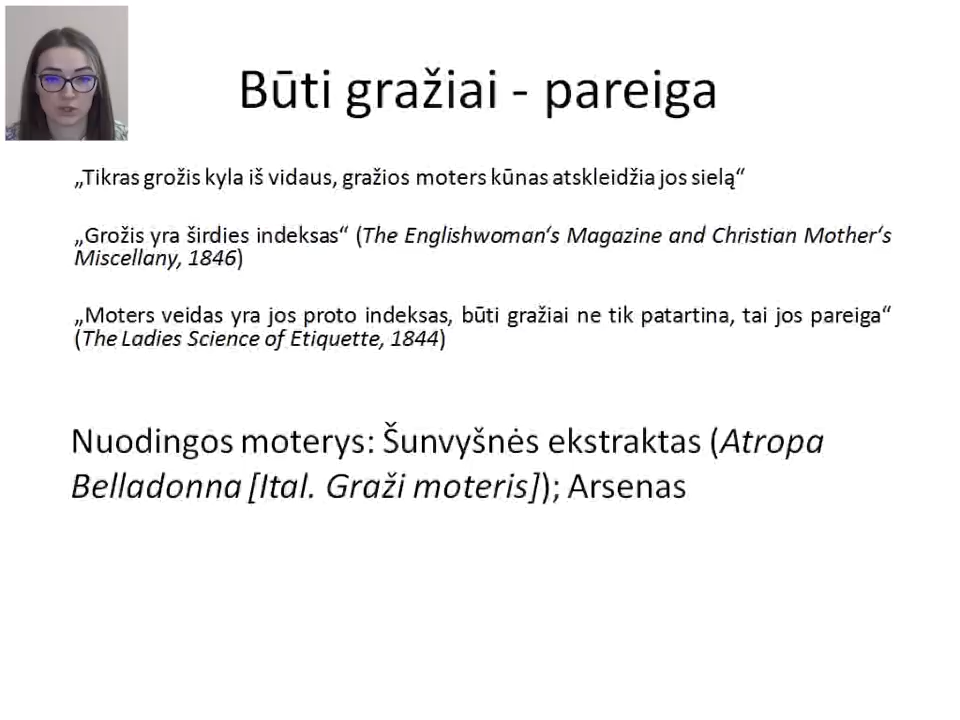 Būti gražiai - pareiga
„Tikras grožis kyla iš vidaus, gražios moters kūnas atskleidžia jos sielą“
„Grožis yra širdies indeksas“ (The Englishwoman‘s Magazine and Christian Mother‘s
Miscellany, 1846)
„Moters veidas yra jos proto indeksas, būti gražiai ne tik patartina, tai jos pareiga“
(The Ladies Science of Etiquette, 1844)
Nuodingos moterys: Šunvyšnės ekstraktas (Atropa
Belladonna [Ital. Graži moteris]); Arsenas